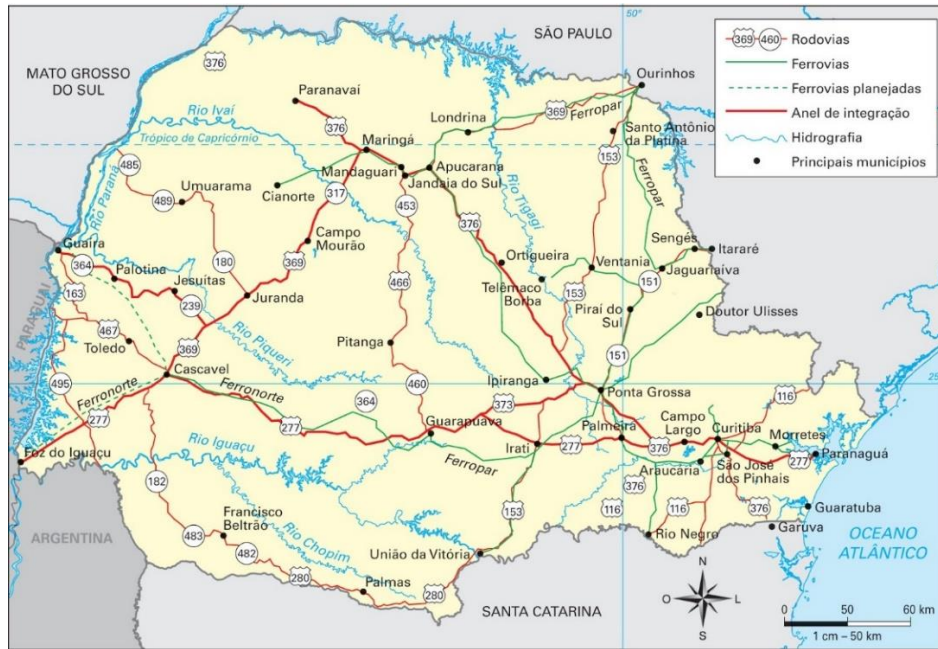 50°
SÃO PAULO
MATO GROSSO
DO SUL
369 460 Rodovias
Ferrovias
Ferrovias planejadas
Anel de integração
Hidrografia
Principais municípios
376
Ourinhos
Paranavaí
Rio Ivaí
Londrina
369
Ferropar
376
Santo Antônio
da Platina
Trópico de Capricórnio
Maringá
153
485
Mandaguari
Apucarana
Jandaia do Sul
Rio Paraná
489
Umuarama
Cianorte
317
453
Rio Tigagi
Ferropar
376
Guaíra
364
Campo
Mourão
Sengés
Itararé
180
369
Ortigueira
Ventania
Jaguariaíva
Palotina
Jesuítas
466
Telêmaco
Borba
151
163
239
Juranda
153
Piraí do
Sul
Doutor Ulisses
PARAGUAI
467
Toledo
369
Rio Piqueri
Pitanga
151
Cascavel
Ferronorte
Ferronorte
460
Ipiranga
25
495
364
373
Ponta Grossa
116
277
277
Guarapuava
Palmeira
Campo
Largo
Curitiba
Morretes
Rio Iguaçu
Irati
277
376
277
Paranaguá
Foz do Iguaçu
Ferropar
Araucária
São José
dos Pinhais
182
376
153
116
116
376
Guaratuba
ARGENTINA
483
Francisco
Beltrão
Rio Chopim
Rio Negro
Garuva
OCEANO
ATLÂNTICO
482
União da Vitória
280
Palmas
280
SANTA CATARINA
N
O L
S
0 50 60 km
1 cm – 50 km